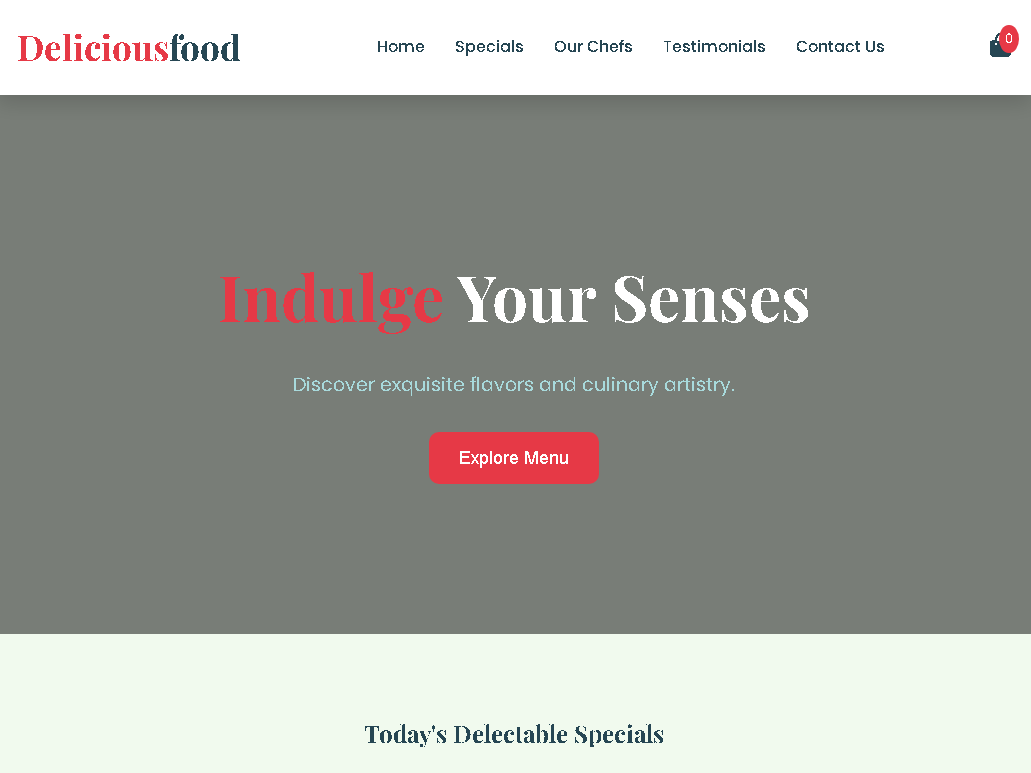 Deliciousfood
Home Specials Our Chefs Testimonials Contact Us
0
Indulge Your Senses
Discover exquisite flavors and culinary artistry.
Explore Menu
Today's Delectable Specials